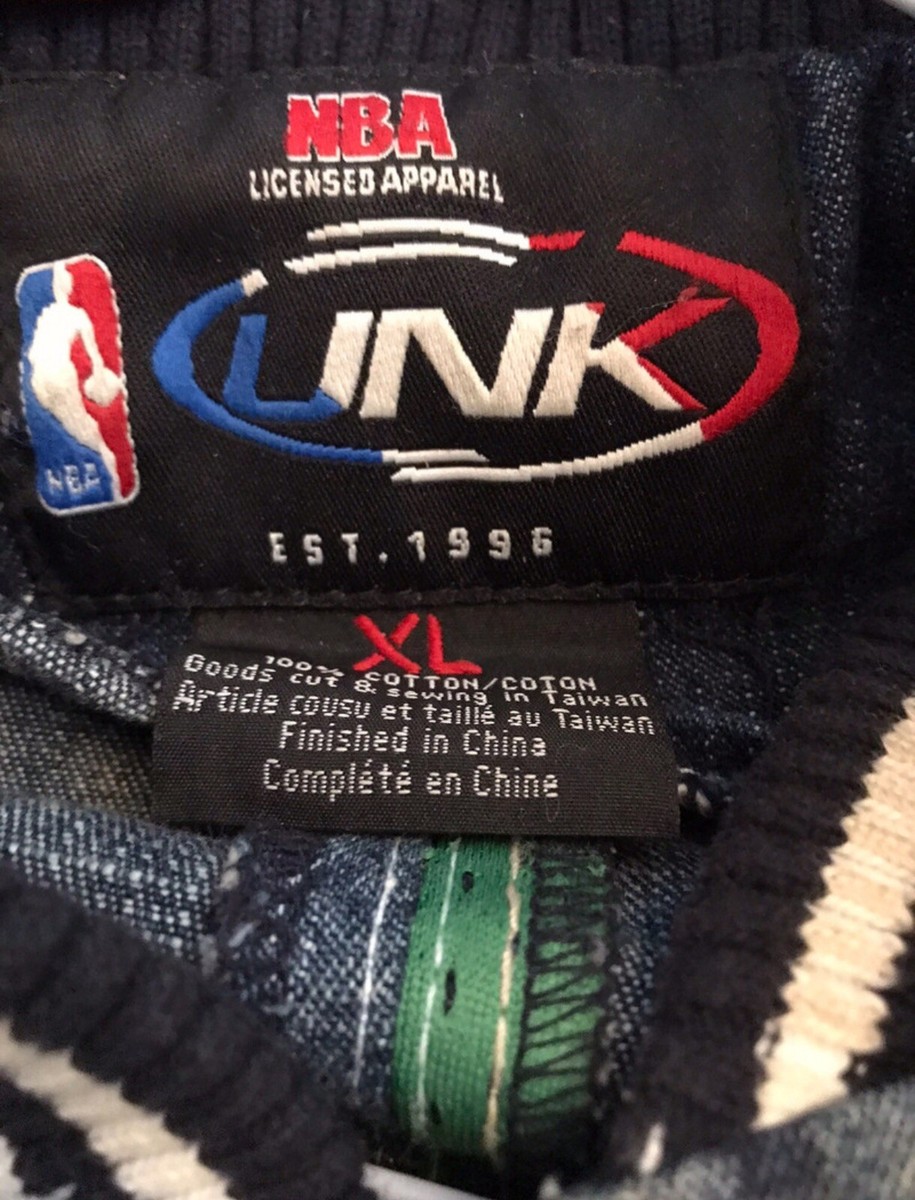 NBA
LICENSED APPAREL
UNK
NBA
EST. 1996
XL
100% COTTON/COTON
Goods cut & sewing in Taiwan
Article cousu et taillé au Taiwan
Finished in China
Complété en Chine